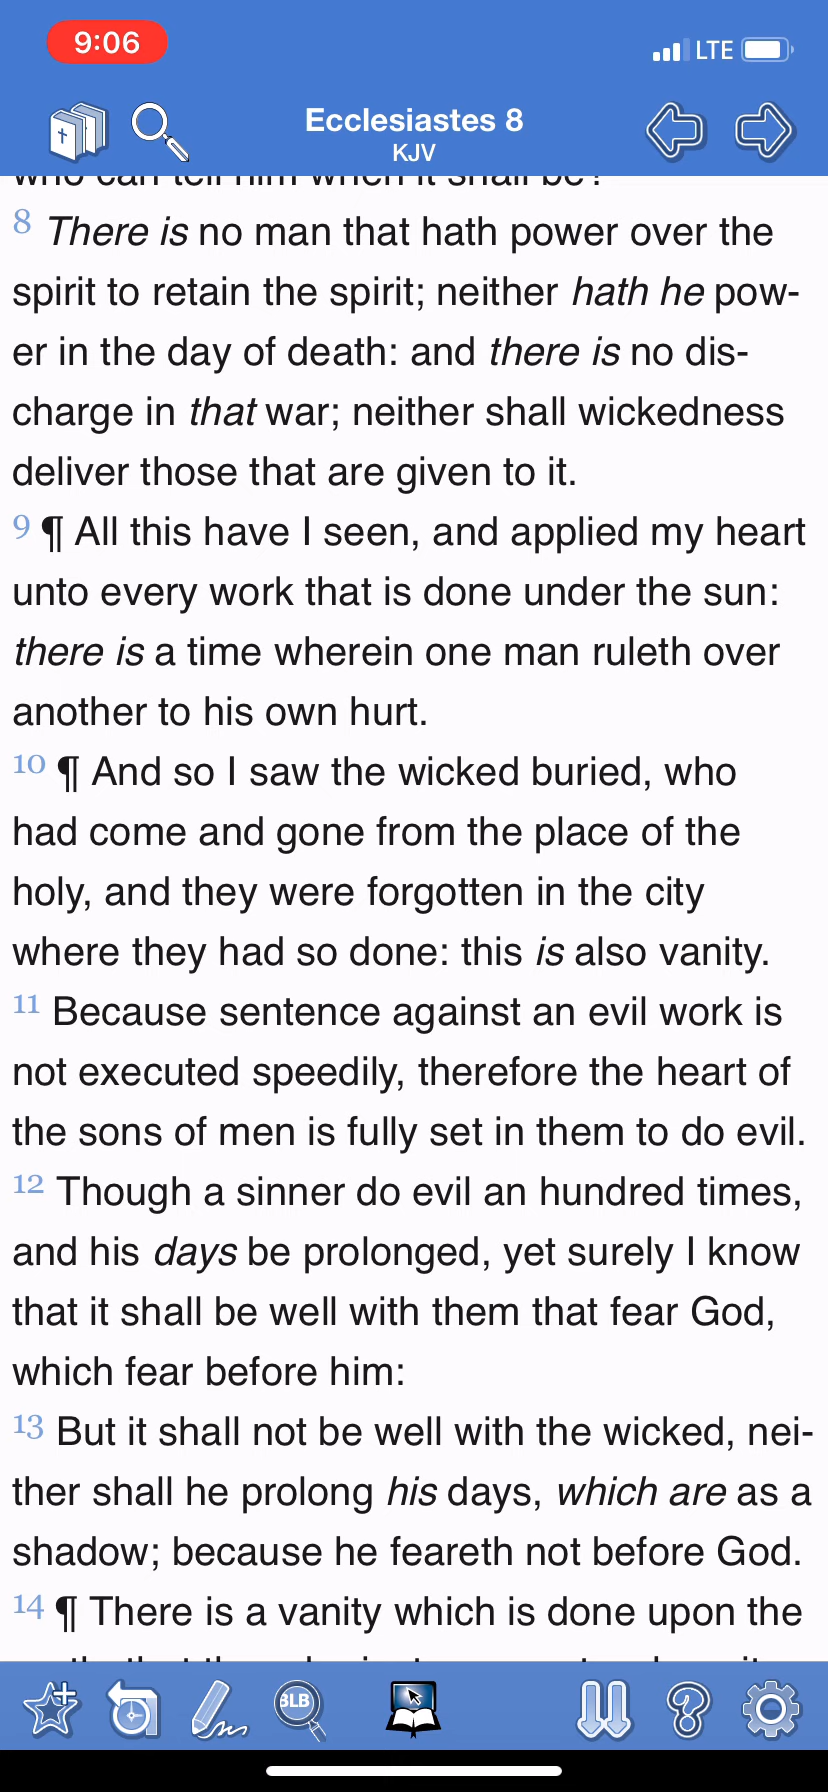 9:06
LTE
Ecclesiastes 8
KJV
who can tell him when it shall be?
8 There is no man that hath power over the
spirit to retain the spirit; neither hath he pow-
er in the day of death: and there is no dis-
charge in that war; neither shall wickedness
deliver those that are given to it.
9 ¶ All this have I seen, and applied my heart
unto every work that is done under the sun:
there is a time wherein one man ruleth over
another to his own hurt.
10 ¶ And so I saw the wicked buried, who
had come and gone from the place of the
holy, and they were forgotten in the city
where they had so done: this is also vanity.
11 Because sentence against an evil work is
not executed speedily, therefore the heart of
the sons of men is fully set in them to do evil.
12 Though a sinner do evil an hundred times,
and his days be prolonged, yet surely I know
that it shall be well with them that fear God,
which fear before him:
13 But it shall not be well with the wicked, nei-
ther shall he prolong his days, which are as a
shadow; because he feareth not before God.
14 ¶ There is a vanity which is done upon the
BLB